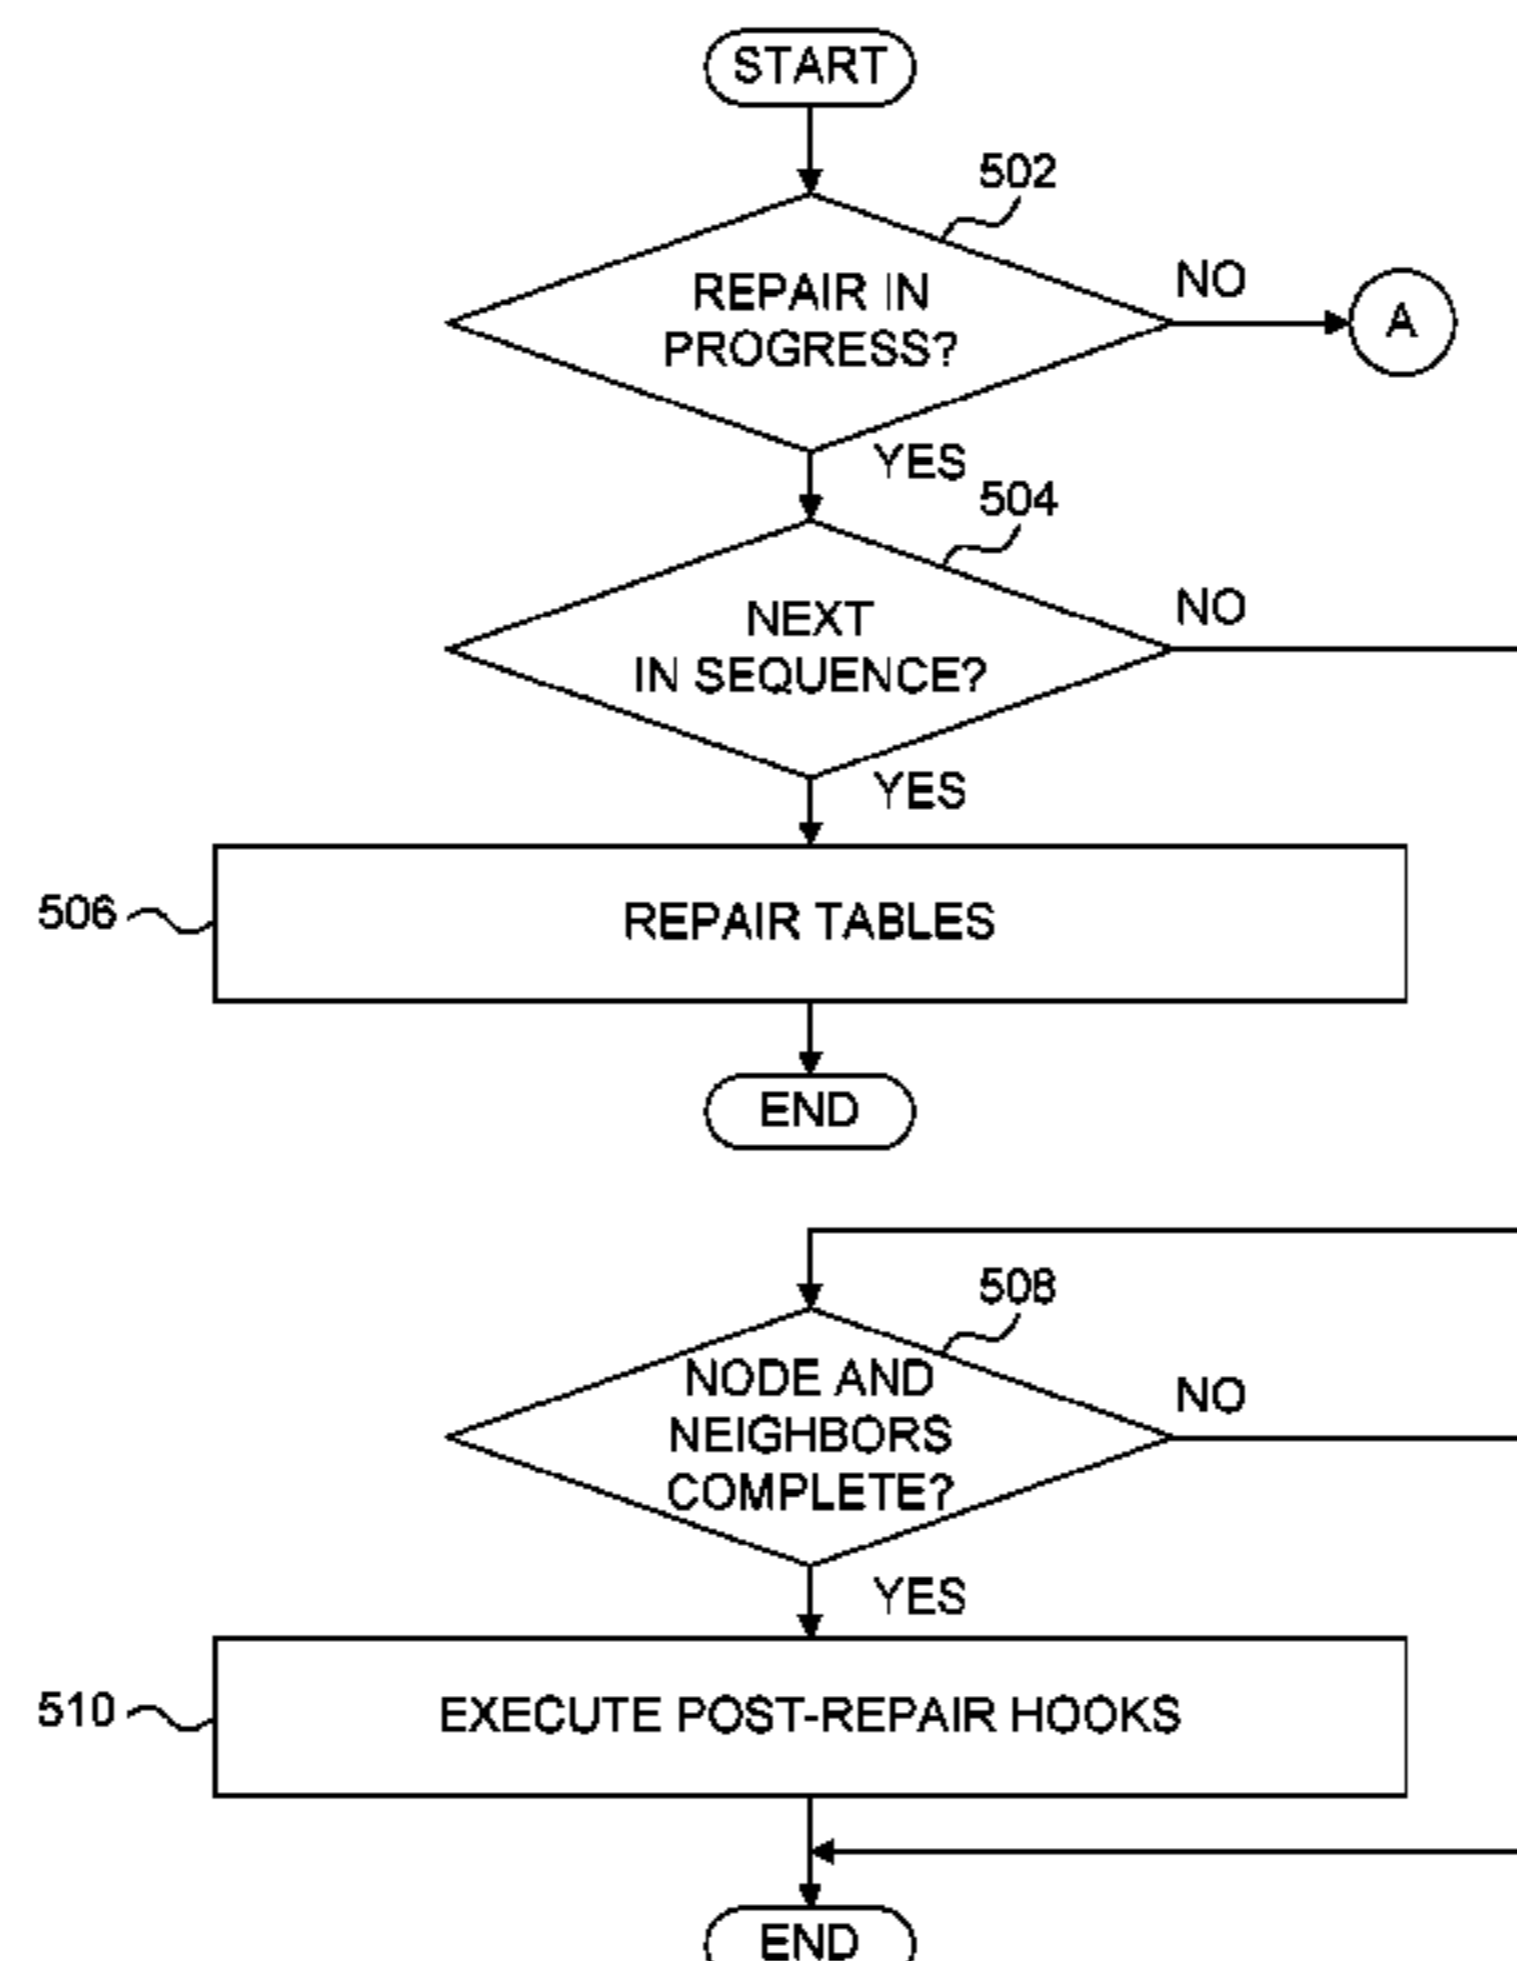 START
502
REPAIR IN
PROGRESS?
NO
A
YES
504
NEXT
IN SEQUENCE?
NO
YES
506
REPAIR TABLES
END
508
NODE AND
NEIGHBORS
COMPLETE?
NO
YES
510
EXECUTE POST-REPAIR HOOKS
END